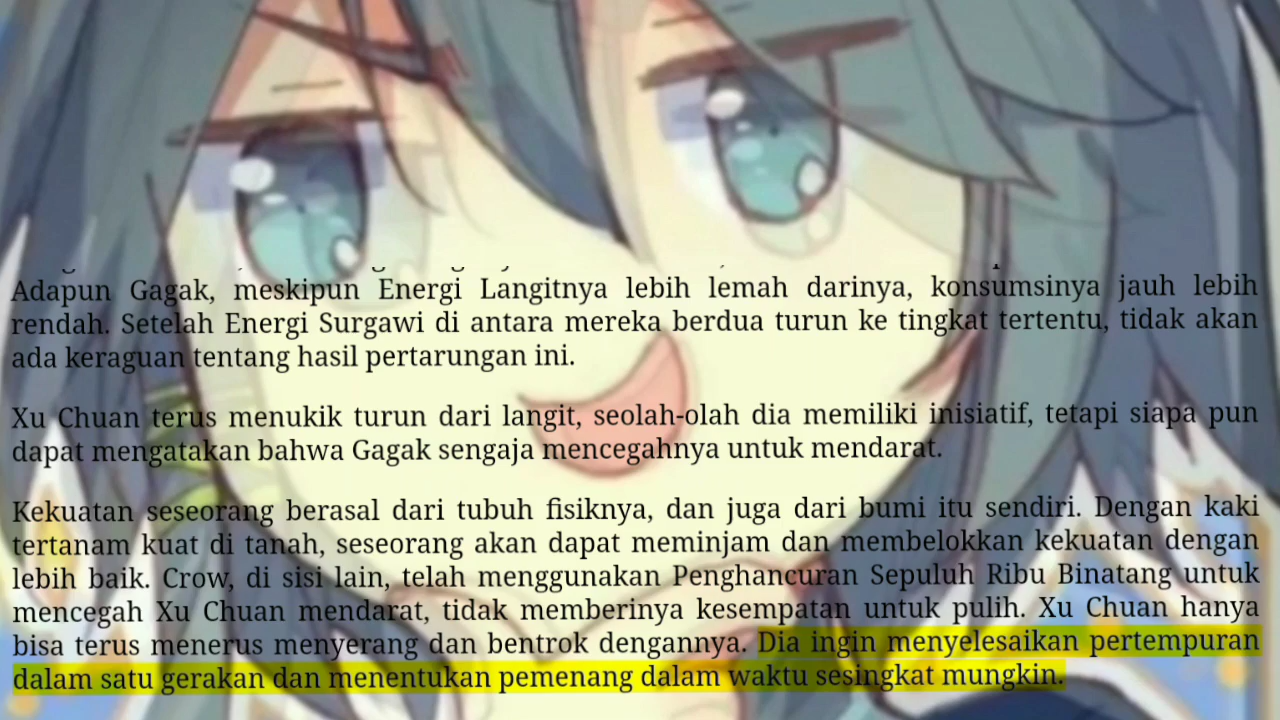 Adapun Gagak, meskipun Energi Langitnya lebih lemah darinya, konsumsinya jauh lebih
rendah. Setelah Energi Surgawi di antara mereka berdua turun ke tingkat tertentu, tidak akan
ada keraguan tentang hasil pertarungan ini.
Xu Chuan terus menukik turun dari langit, seolah-olah dia memiliki inisiatif, tetapi siapa pun
dapat mengatakan bahwa Gagak sengaja mencegahnya untuk mendarat.
Kekuatan seseorang berasal dari tubuh fisiknya, dan juga dari bumi itu sendiri. Dengan kaki
tertanam kuat di tanah, seseorang akan dapat meminjam dan membelokkan kekuatan dengan
lebih baik. Crow, di sisi lain, telah menggunakan Penghancuran Sepuluh Ribu Binatang untuk
mencegah Xu Chuan mendarat, tidak memberinya kesempatan untuk pulih. Xu Chuan hanya
bisa terus menerus menyerang dan bentrok dengannya. Dia ingin menyelesaikan pertempuran
dalam satu gerakan dan menentukan pemenang dalam waktu sesingkat mungkin.